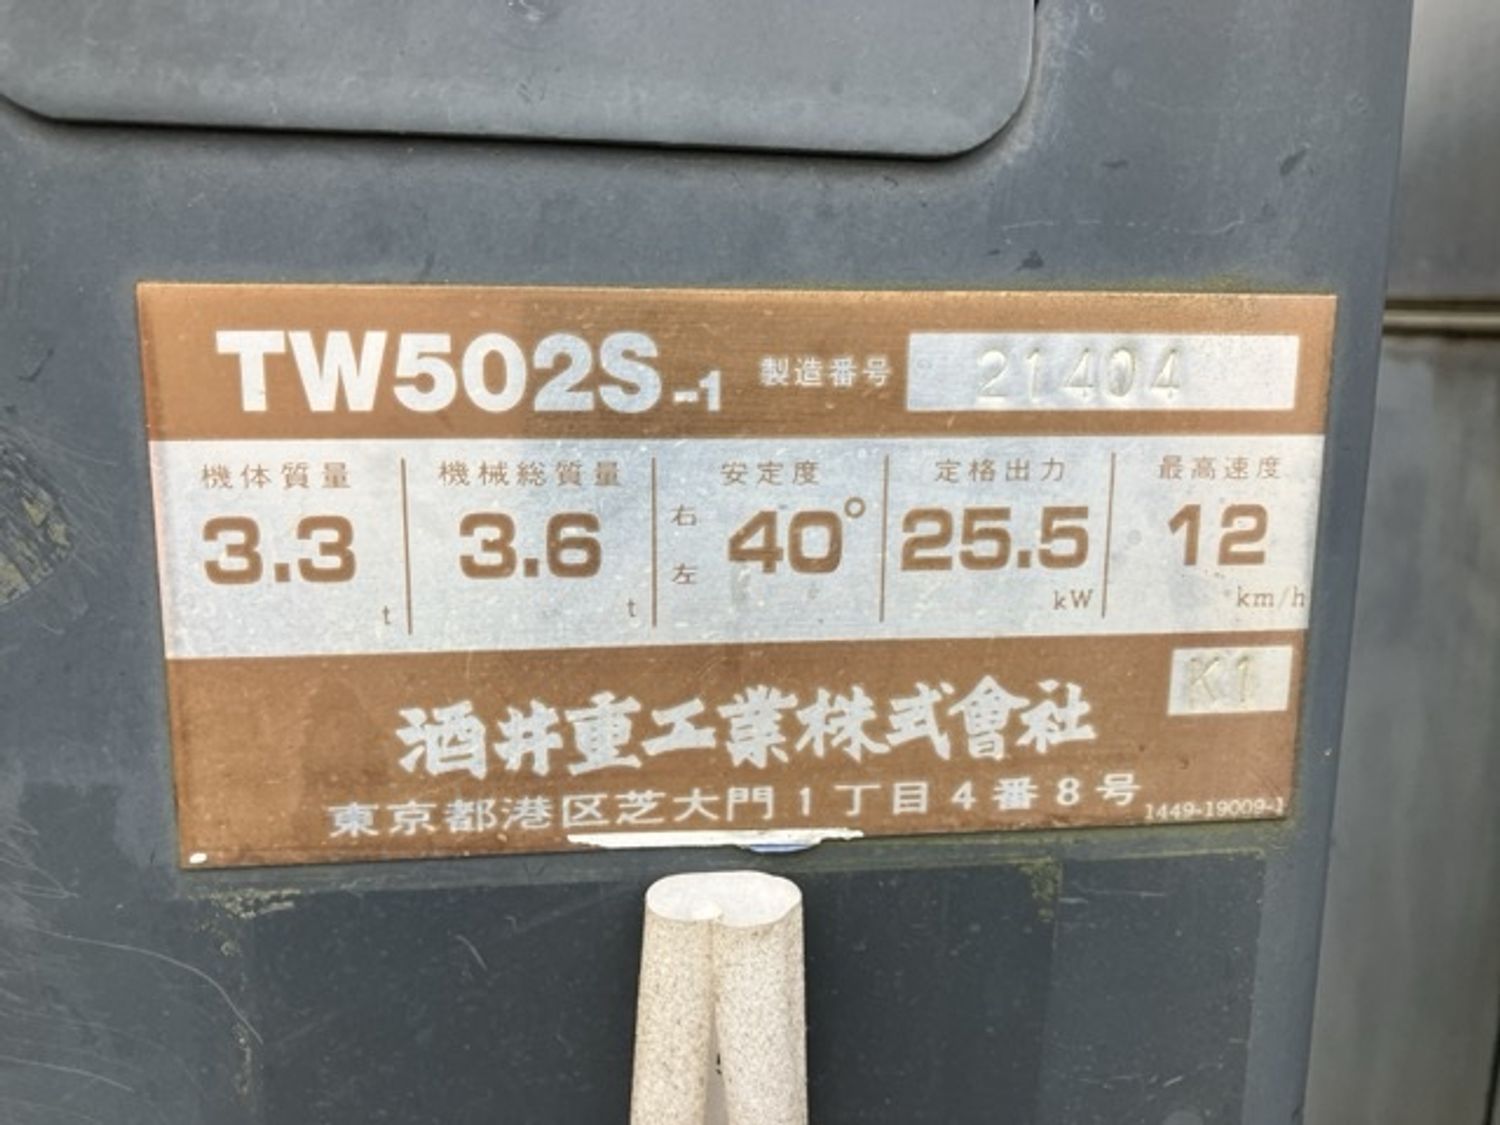 TW502S-1 製造番号 21404
機体質量 機械総質量 安定度 定格出力 最高速度
3.3 t 3.6 t 右 左 40° 25.5 kW 12 km/h
K1
酒井重工業株式會社
東京都港区芝大門1丁目4番8号 1449-19009-1